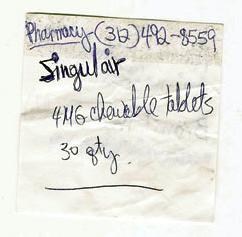 Pharmacy (312) 492-8559
Singulair
4MG chewable tablets
30 qty.